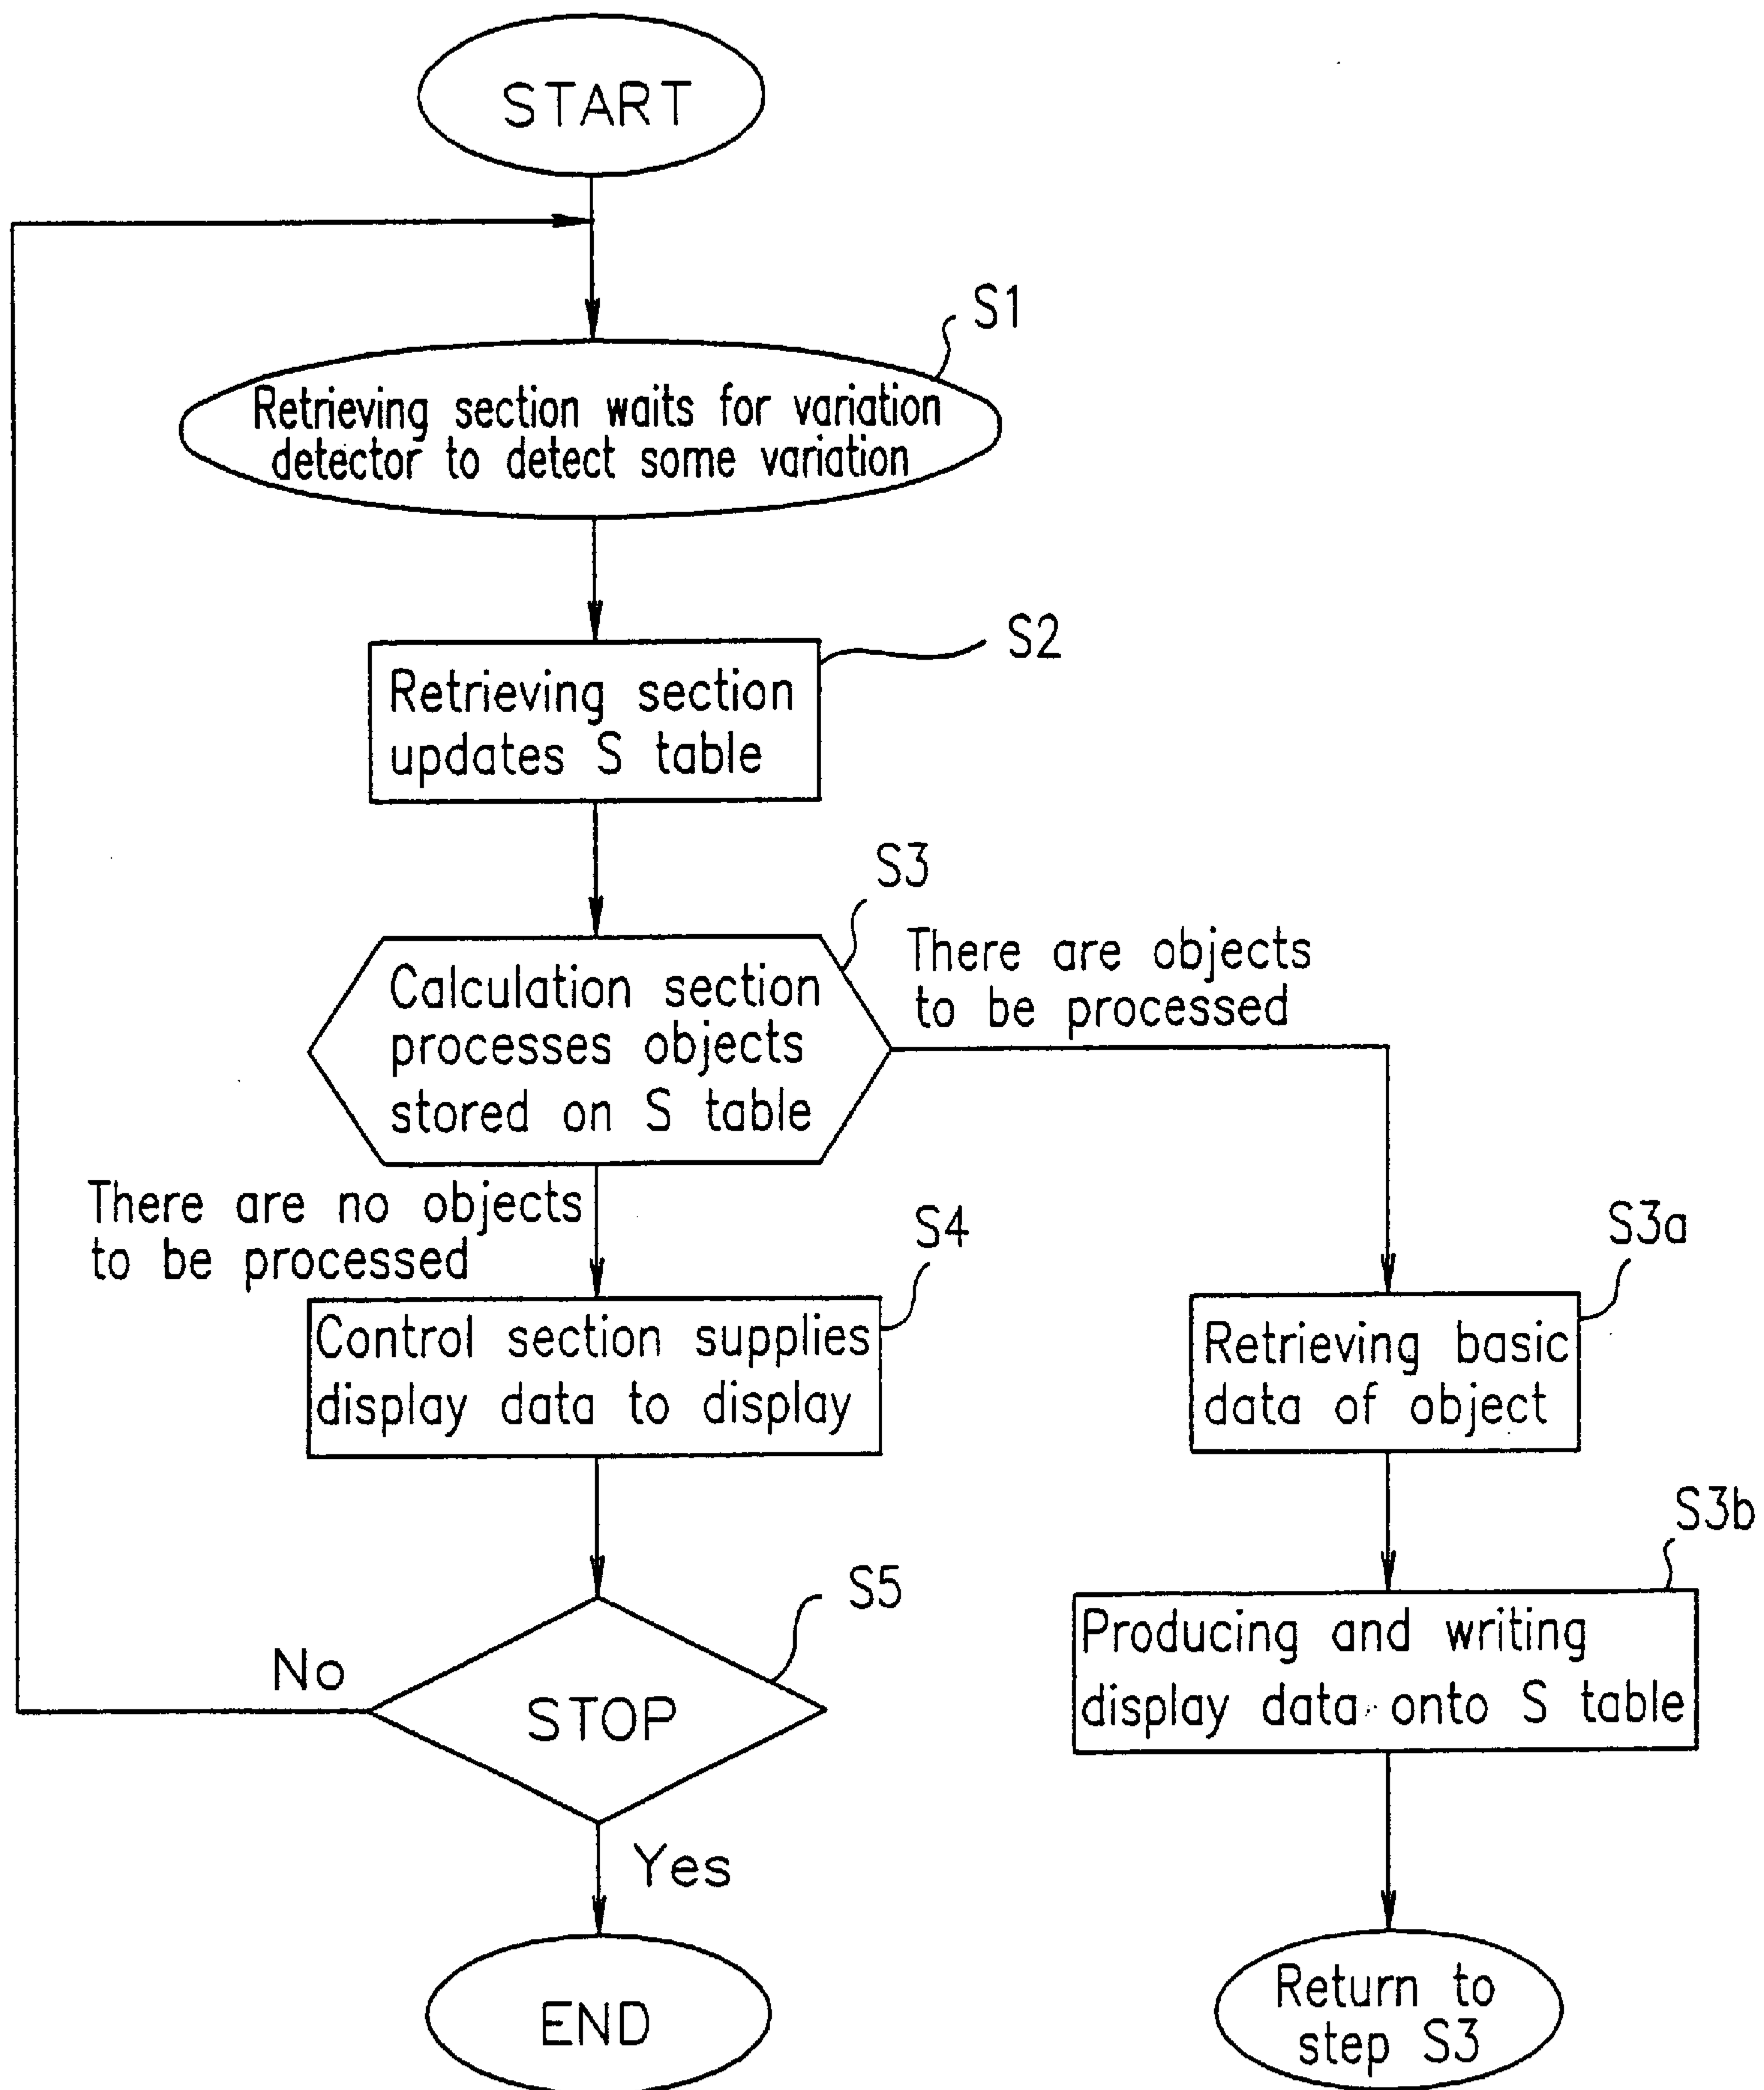 START
S1
Retrieving section waits for variation
detector to detect some variation
S2
Retrieving section
updates S table
S3
Calculation section
processes objects
stored on S table
There are objects
to be processed
There are no objects
to be processed
S4
Control section supplies
display data to display
S3a
Retrieving basic
data of object
S3b
Producing and writing
display data onto S table
S5
STOP
No
Yes
END
Return to
step S3